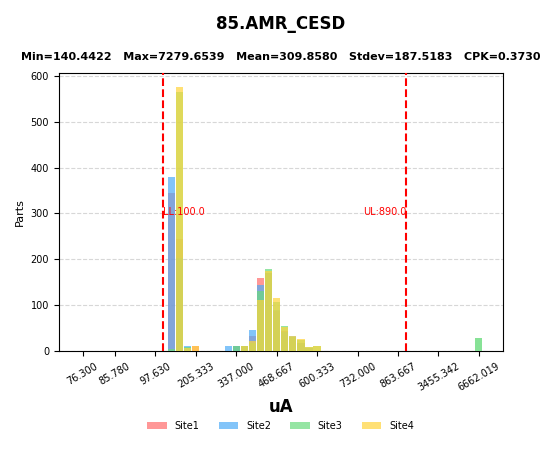 85.AMR_CESD
Min=140.4422 Max=7279.6539 Mean=309.8580 Stdev=187.5183 CPK=0.3730
600
500
400
300
200
100
0
Parts
LL:100.0
UL:890.0
76.300 85.780 97.630 205.333 337.000 468.667 600.333 732.000 863.667 3455.342 6662.019
uA
Site1 Site2 Site3 Site4